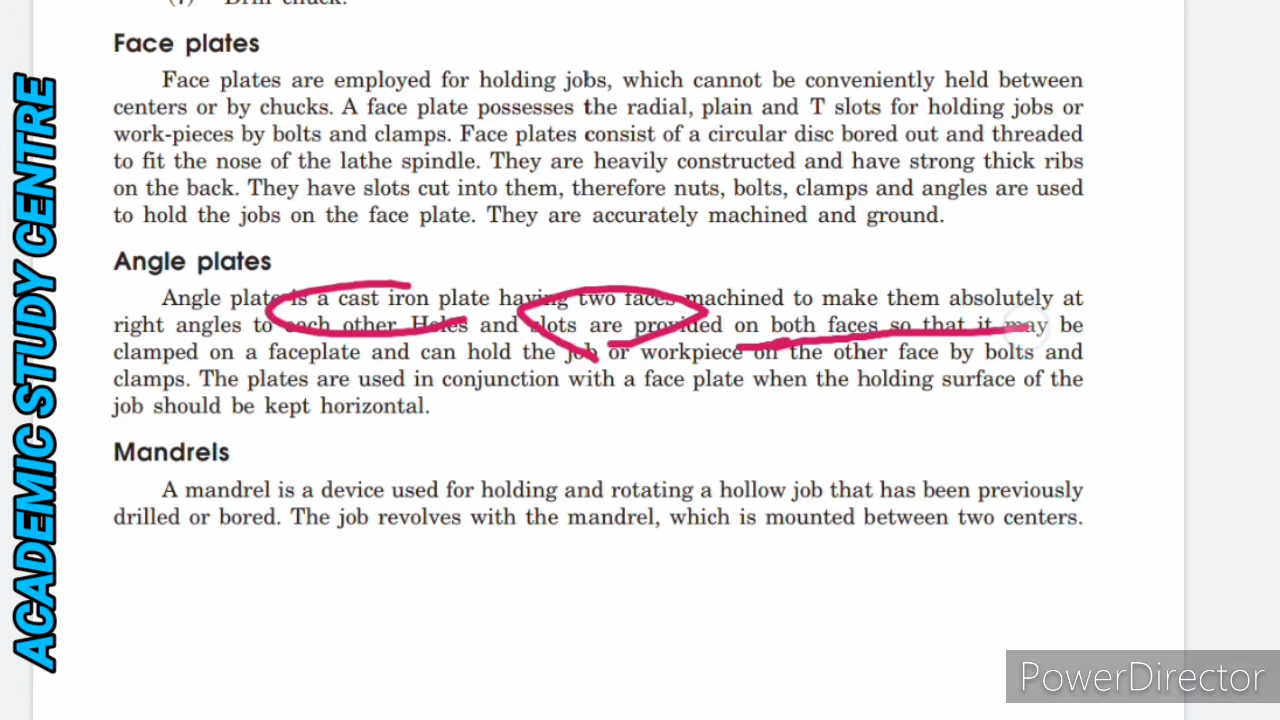 (7) Drill chuck.
Face plates
Face plates are employed for holding jobs, which cannot be conveniently held between
centers or by chucks. A face plate possesses the radial, plain and T slots for holding jobs or
work-pieces by bolts and clamps. Face plates consist of a circular disc bored out and threaded
to fit the nose of the lathe spindle. They are heavily constructed and have strong thick ribs
on the back. They have slots cut into them, therefore nuts, bolts, clamps and angles are used
to hold the jobs on the face plate. They are accurately machined and ground.
Angle plates
Angle plate is a cast iron plate having two faces machined to make them absolutely at
right angles to each other. Holes and slots are provided on both faces so that it may be
clamped on a faceplate and can hold the job or workpiece on the other face by bolts and
clamps. The plates are used in conjunction with a face plate when the holding surface of the
job should be kept horizontal.
Mandrels
A mandrel is a device used for holding and rotating a hollow job that has been previously
drilled or bored. The job revolves with the mandrel, which is mounted between two centers.
ACADEMIC STUDY CENTRE
PowerDirector